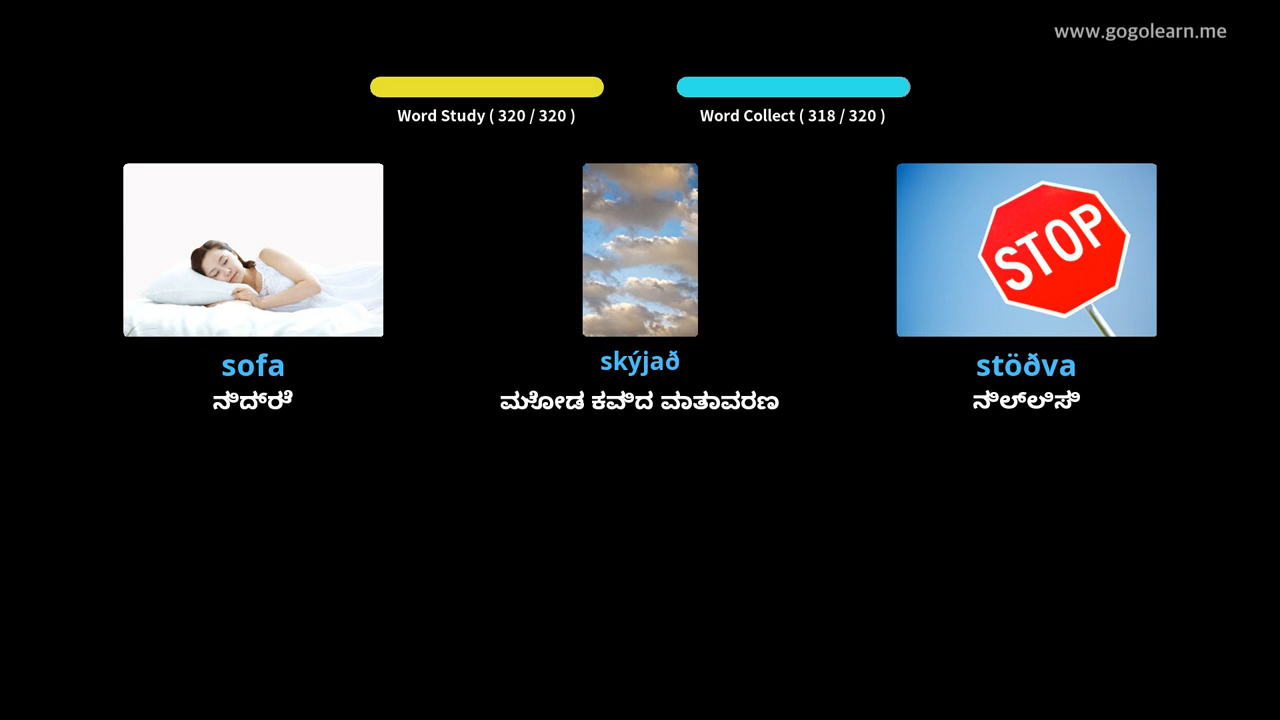 www.gogolearn.me
Word Study ( 320 / 320 )
Word Collect ( 318 / 320 )
STOP
sofa
skýjað
stöðva
ನಿದ್ರೆ
ಮೋಡ ಕವಿದ ವಾತಾವರಣ
ನಿಲ್ಲಿಸಿ